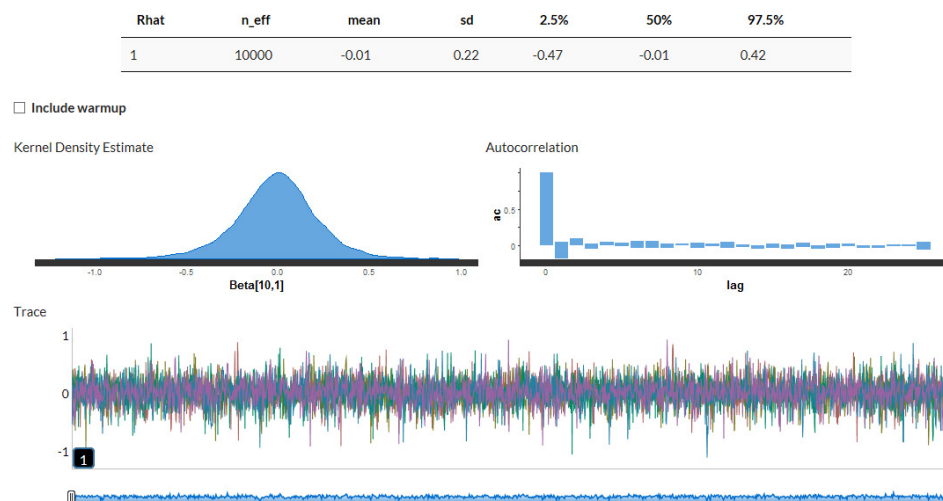 Rhat n_eff mean sd 2.5% 50% 97.5%
1 10000 -0.01 0.22 -0.47 -0.01 0.42
Include warmup
Kernel Density Estimate
-1.0 -0.5 0.0 0.5 1.0
Beta[10,1]
Autocorrelation
ac
0.5
0
0 10 20
lag
Trace
1
0
-1
1